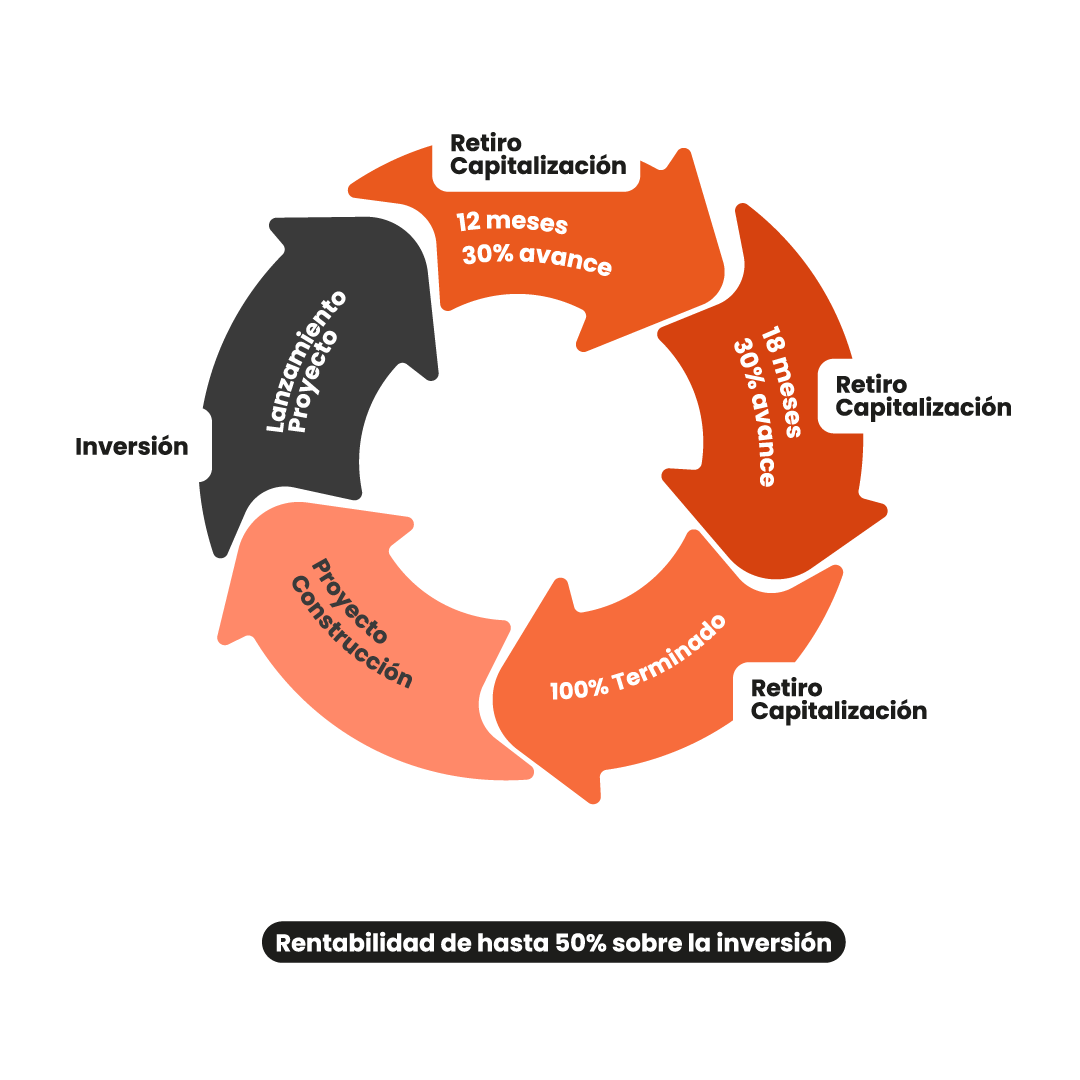 Retiro
Capitalización
12 meses
30% avance
18 meses
30% avance
Retiro
Capitalización
100% Terminado
Retiro
Capitalización
Proyecto
Construcción
Inversión
Lanzamiento
Proyecto
Rentabilidad de hasta 50% sobre la inversión